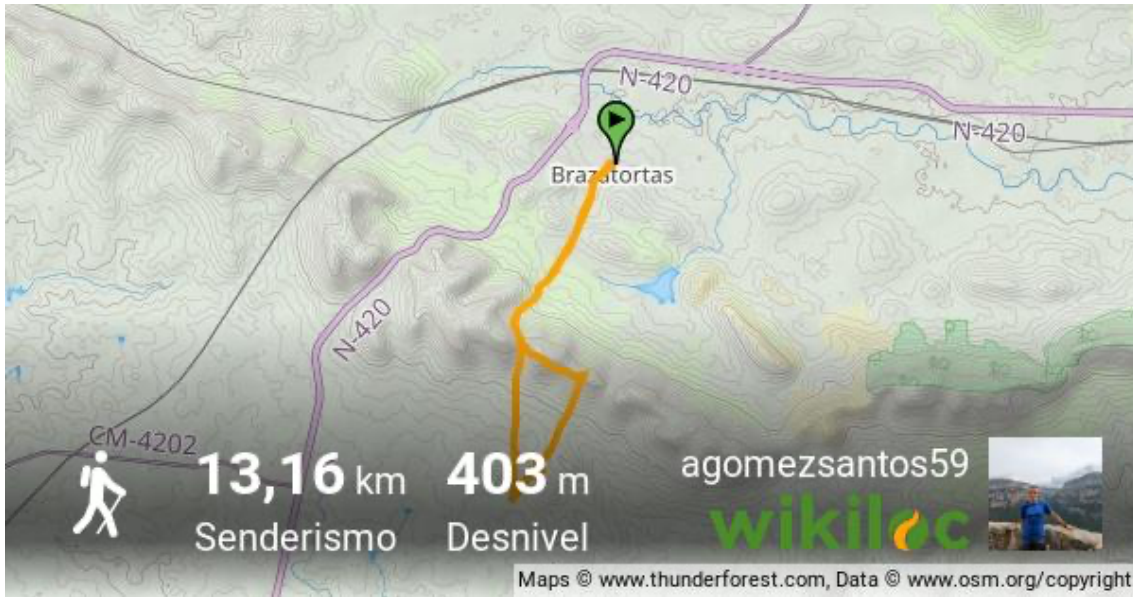 N-420
N-420
Brazatortas
N-420
CM-4202
13,16 km
Senderismo
403 m
Desnivel
agomezsantos59
wikiloc
Maps © www.thunderforest.com, Data © www.osm.org/copyright